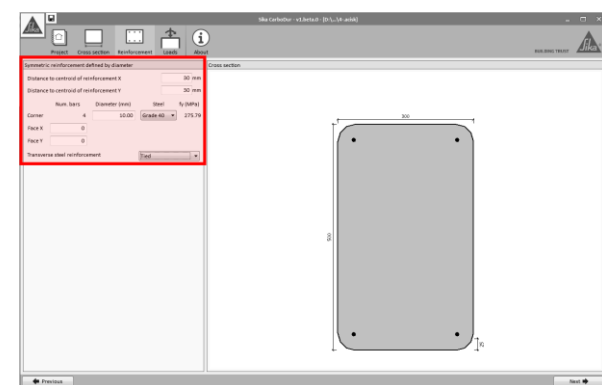 Sika CarboDur - v1.beta.0 - [D:\...\A .acisk]
Project Cross section Reinforcement Loads About
BUILDING TRUST
Sika
Symmetric reinforcement defined by diameter
Cross section
Distance to centroid of reinforcement X 30 mm
Distance to centroid of reinforcement Y 30 mm
Num. bars Diameter (mm) Steel fy (MPa)
Corner 4 10.00 Grade 40 275.79
Face X 0
Face Y 0
Transverse steel reinforcement Tied
300
500
25
Previous
Next